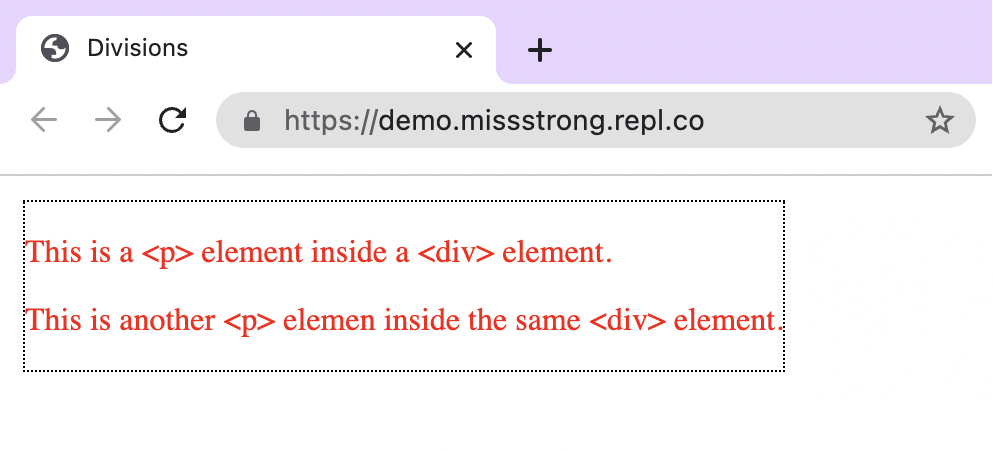 Divisions
https://demo.missstrong.repl.co
This is a <p> element inside a <div> element.
This is another <p> elemen inside the same <div> element.